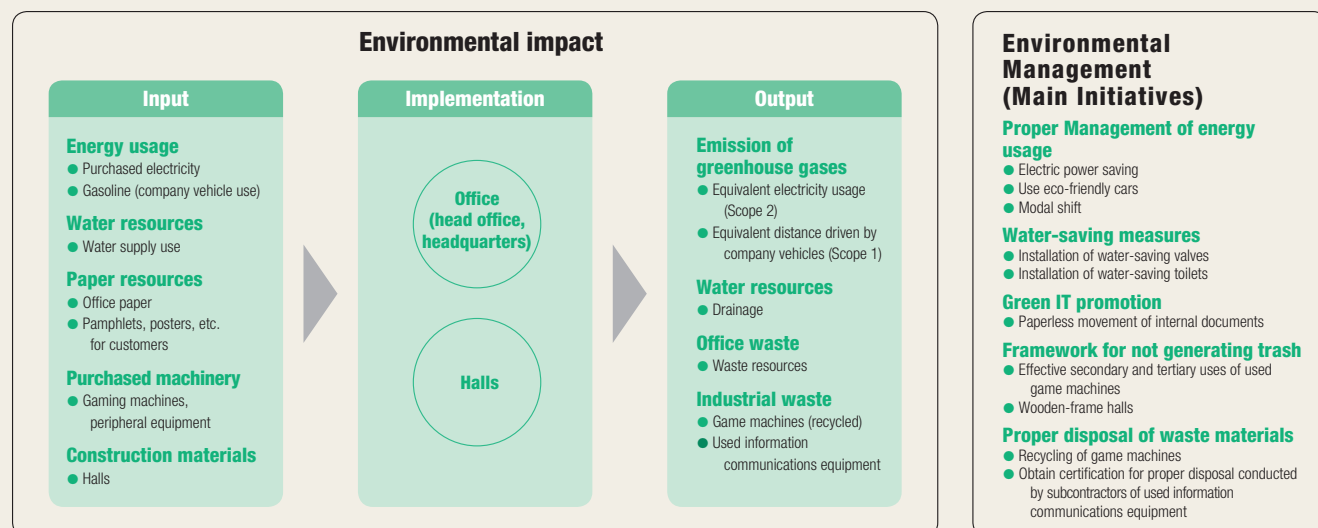 Environmental impact
Input
Energy usage
● Purchased electricity
● Gasoline (company vehicle use)
Water resources
● Water supply use
Paper resources
● Office paper
● Pamphlets, posters, etc.
for customers
Purchased machinery
● Gaming machines,
peripheral equipment
Construction materials
● Halls
Implementation
Office
(head office,
headquarters)
Halls
Output
Emission of
greenhouse gases
● Equivalent electricity usage
(Scope 2)
● Equivalent distance driven by
company vehicles (Scope 1)
Water resources
● Drainage
Office waste
● Waste resources
Industrial waste
● Game machines (recycled)
● Used information
communications equipment
Environmental
Management
(Main Initiatives)
Proper Management of energy
usage
● Electric power saving
● Use eco-friendly cars
● Modal shift
Water-saving measures
● Installation of water-saving valves
● Installation of water-saving toilets
Green IT promotion
● Paperless movement of internal documents
Framework for not generating trash
● Effective secondary and tertiary uses of used
game machines
● Wooden-frame halls
Proper disposal of waste materials
● Recycling of game machines
● Obtain certification for proper disposal conducted
by subcontractors of used information
communications equipment